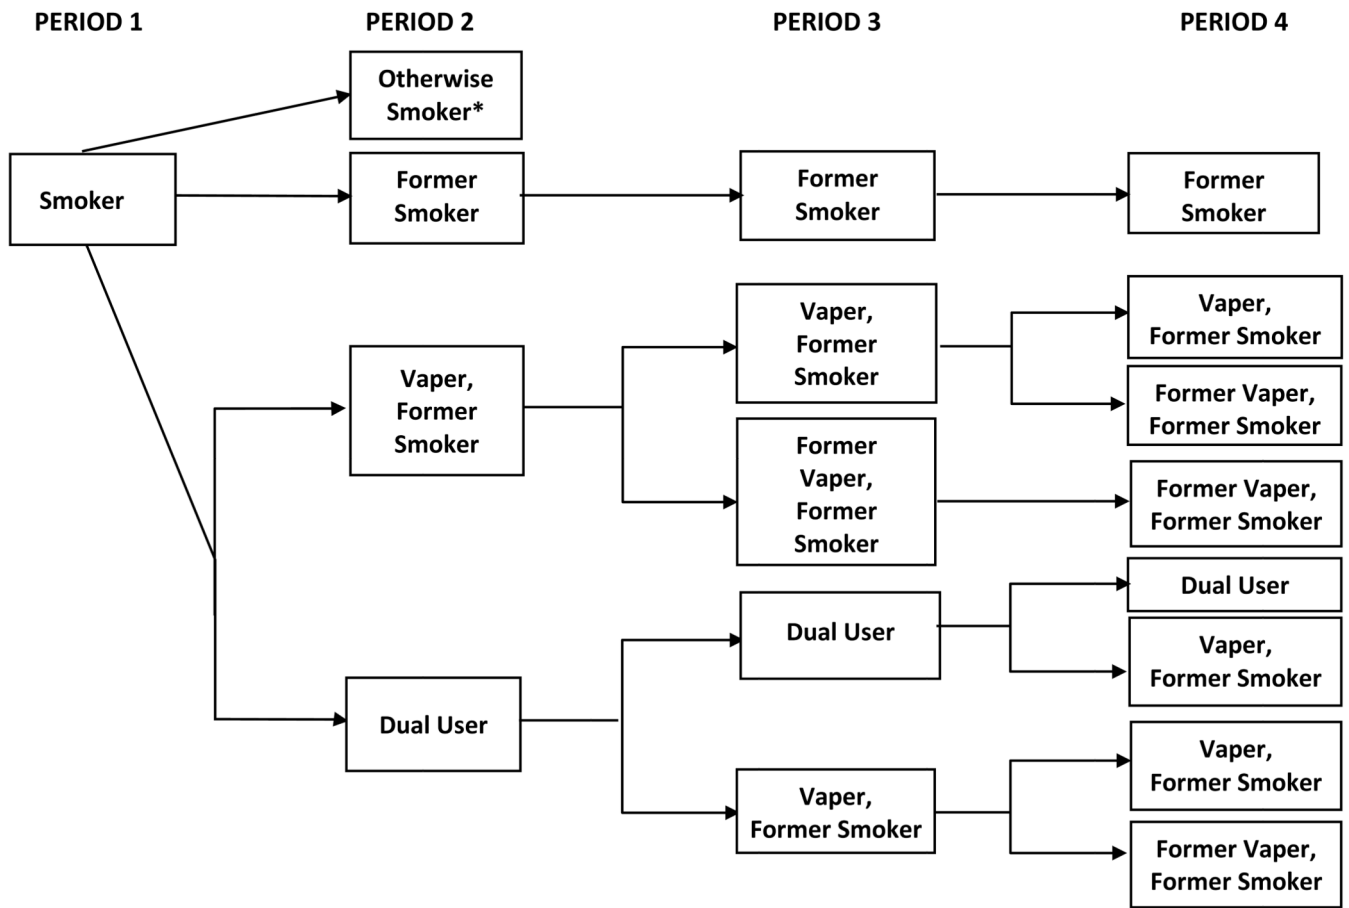 PERIOD 1
PERIOD 2
PERIOD 3
PERIOD 4
Smoker
Otherwise
Smoker*
Former
Smoker
Vaper,
Former
Smoker
Dual User
Former
Smoker
Vaper,
Former
Smoker
Former
Vaper,
Former
Smoker
Dual User
Vaper,
Former Smoker
Former
Smoker
Vaper,
Former Smoker
Former Vaper,
Former Smoker
Former Vaper,
Former Smoker
Dual User
Vaper,
Former Smoker
Vaper,
Former Smoker
Former Vaper,
Former Smoker